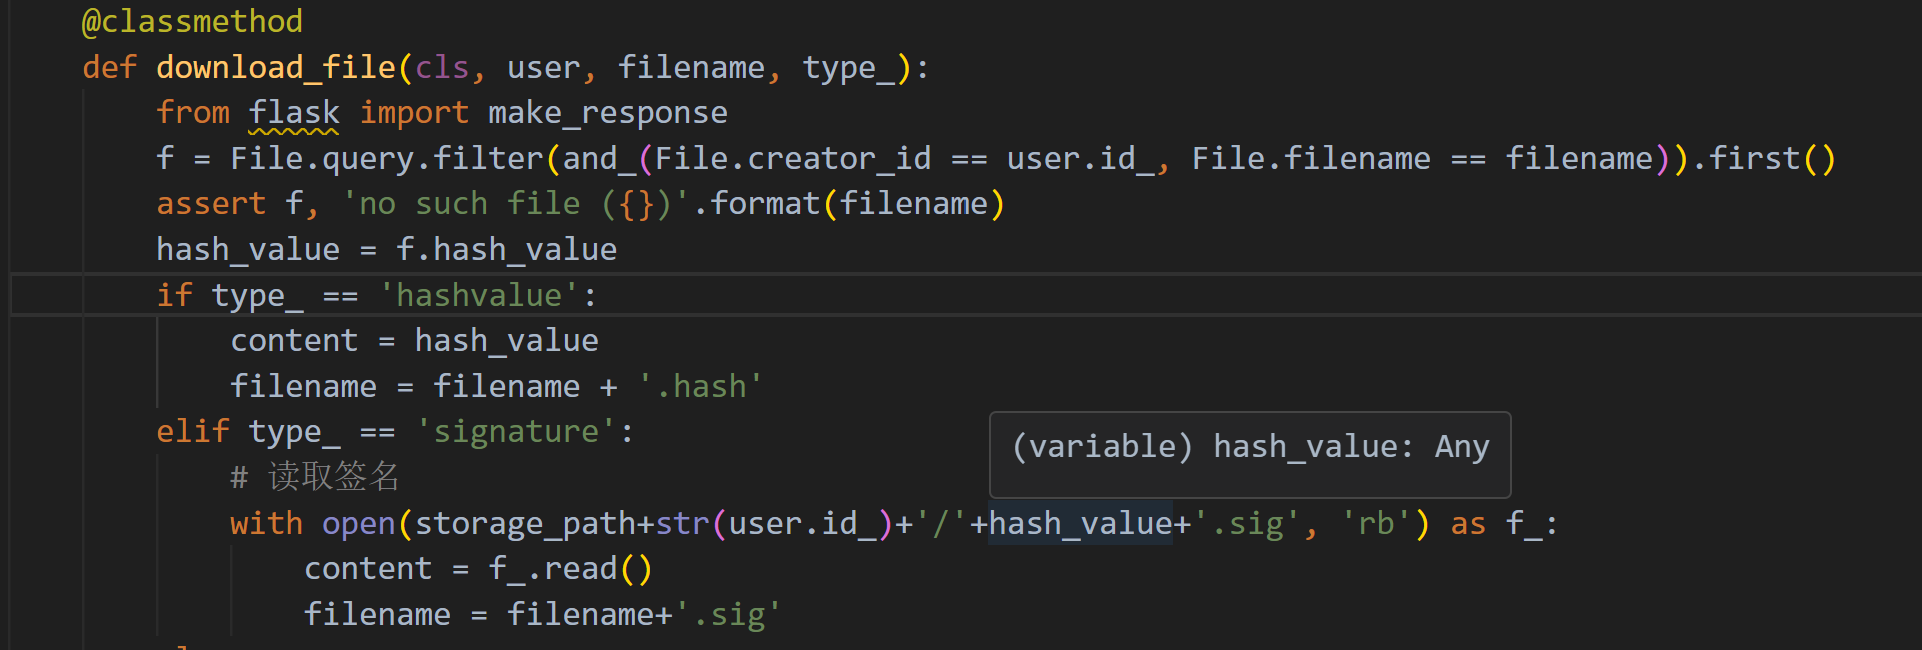 @classmethod
def download_file(cls, user, filename, type_):
from flask import make_response
f = File.query.filter(and_(File.creator_id == user.id_, File.filename == filename)).first()
assert f, 'no such file ({})'.format(filename)
hash_value = f.hash_value
if type_ == 'hashvalue':
content = hash_value
filename = filename + '.hash'
elif type_ == 'signature':
(variable) hash_value: Any
# 读取签名
with open(storage_path+str(user.id_)+'/'+hash_value+'.sig', 'rb') as f_:
content = f_.read()
filename = filename+'.sig'